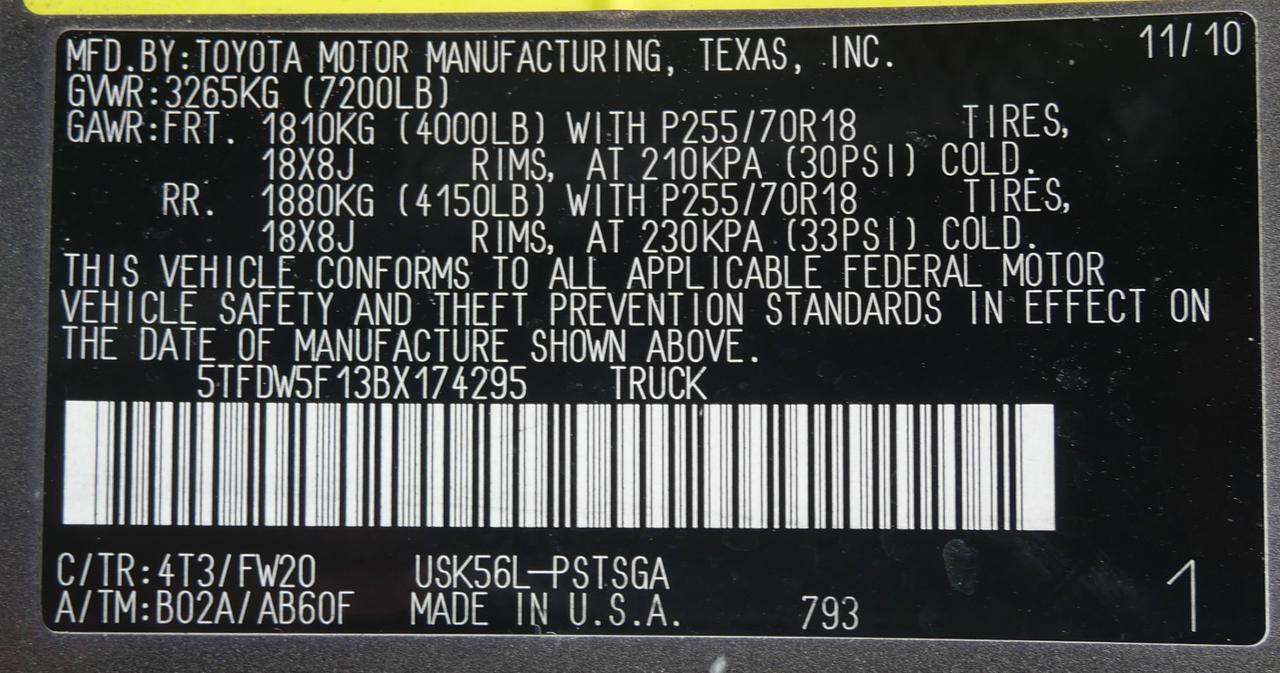 MFD.BY:TOYOTA MOTOR MANUFACTURING, TEXAS, INC. 11/10
GVWR:3265KG (7200LB)
GAWR:FRT. 1810KG (4000LB) WITH P255/70R18 TIRES,
18X8J RIMS, AT 210KPA (30PSI) COLD.
RR. 1880KG (4150LB) WITH P255/70R18 TIRES,
18X8J RIMS, AT 230KPA (33PSI) COLD.
THIS VEHICLE CONFORMS TO ALL APPLICABLE FEDERAL MOTOR
VEHICLE SAFETY AND THEFT PREVENTION STANDARDS IN EFFECT ON
THE DATE OF MANUFACTURE SHOWN ABOVE.
5TFDW5F13BX174295 TRUCK
C/TR:4T3/FW20 USK56L-PSTSGA
A/TM:B02A/AB60F MADE IN U.S.A. 793 1